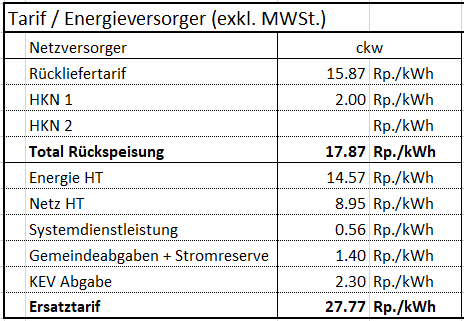 Tarif / Energieversorger (exkl. MWSt.)
Netzversorger ckw
Rückliefertarif 15.87 Rp./kWh
HKN 1 2.00 Rp./kWh
HKN 2 Rp./kWh
Total Rückspeisung 17.87 Rp./kWh
Energie HT 14.57 Rp./kWh
Netz HT 8.95 Rp./kWh
Systemdienstleistung 0.56 Rp./kWh
Gemeindeabgaben + Stromreserve 1.40 Rp./kWh
KEV Abgabe 2.30 Rp./kWh
Ersatztarif 27.77 Rp./kWh